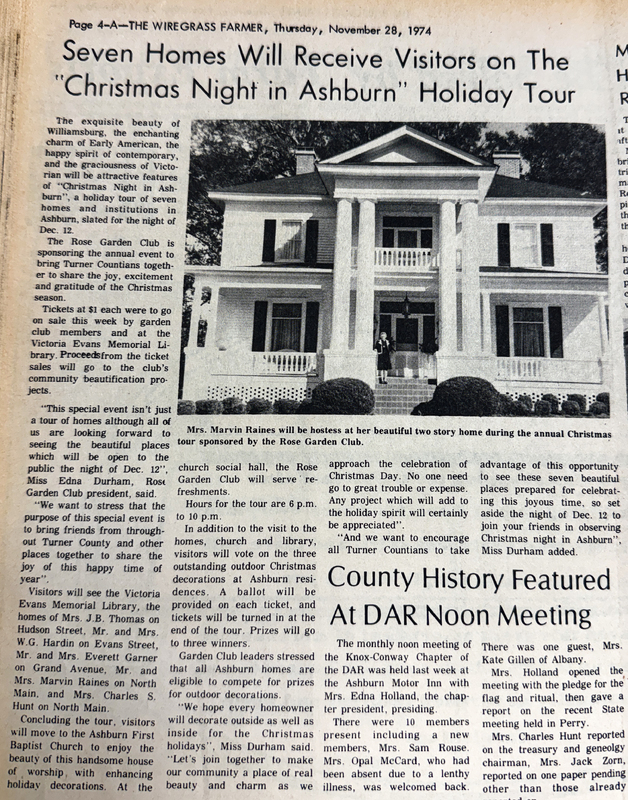 Page 4-A—THE WIREGRASS FARMER, Thursday, November 28, 1974
Seven Homes Will Receive Visitors on The
"Christmas Night in Ashburn" Holiday Tour
The exquisite beauty of
Williamsburg, the enchanting
charm of Early American, the
happy spirit of contemporary,
and the graciousness of Victo-
rian will be attractive features
of "Christmas Night in Ash-
burn", a holiday tour of seven
homes and institutions in
Ashburn, slated for the night of
Dec. 12.
The Rose Garden Club is
sponsoring the annual event to
bring Turner Countians togeth-
er to share the joy, excitement
and gratitude of the Christmas
season.
Tickets at $1 each were to go
on sale this week by garden
club members and at the
Victoria Evans Memorial Li-
brary. Proceeds from the ticket
sales will go to the club's
community beautification pro-
jects.
"This special event isn't just
a tour of homes although all of
us are looking forward to
seeing the beautiful places
which will be open to the
public the night of Dec. 12",
Miss Edna Durham, Rose
Garden Club president, said.
"We want to stress that the
purpose of this special event is
to bring friends from through-
out Turner County and other
places together to share the
joy of this happy time of
year".
Visitors will see the Victoria
Evans Memorial Library, the
homes of Mrs. J.B. Thomas on
Hudson Street, Mr. and Mrs.
W.G. Hardin on Evans Street,
Mr. and Mrs. Everett Garner
on Grand Avenue, Mr. and
Mrs. Marvin Raines on North
Main, and Mrs. Charles S.
Hunt on North Main.
Concluding the tour, visitors
will move to the Ashburn First
Baptist Church to enjoy the
beauty of this handsome house
of worship, with enhancing
holiday decorations. At the
Mrs. Marvin Raines will be hostess at her beautiful two story home during the annual Christmas
tour sponsored by the Rose Garden Club.
church social hall, the Rose
Garden Club will serve re-
freshments.
Hours for the tour are 6 p.m.
to 10 p.m.
In addition to the visit to the
homes, church and library,
visitors will vote on the three
outstanding outdoor Christmas
decorations at Ashburn resi-
dences. A ballot will be
provided on each ticket, and
tickets will be turned in at the
end of the tour. Prizes will go
to three winners.
Garden Club leaders stressed
that all Ashburn homes are
eligible to compete for prizes
for outdoor decorations.
"We hope every homeowner
will decorate outside as well as
inside for the Christmas
holidays", Miss Durham said.
"Let's join together to make
our community a place of real
beauty and charm as we
approach the celebration of
Christmas Day. No one need
go to great trouble or expense.
Any project which will add to
the holiday spirit will certainly
be appreciated".
"And we want to encourage
all Turner Countians to take
advantage of this opportunity
to see these seven beautiful
places prepared for celebrat-
ing this joyous time, so set
aside the night of Dec. 12 to
join your friends in observing
Christmas night in Ashburn",
Miss Durham added.
County History Featured
At DAR Noon Meeting
The monthly noon meeting of
the Knox-Conway Chapter of
the DAR was held last week at
the Ashburn Motor Inn with
Mrs. Edna Holland, the chap-
ter president, presiding.
There were 10 members
present including a new
members, Mrs. Sam Rouse.
Mrs. Opal McCard, who had
been absent due to a lenthy
illness, was welcomed back.
There was one guest, Mrs.
Kate Gillen of Albany.
Mrs. Holland opened the
meeting with the pledge for the
flag and ritual, then gave a
report on the recent State
meeting held in Perry.
Mrs. Charles Hunt reported
on the treasury and geneolgy
chairman, Mrs. Jack Zorn,
reported on one paper pending
other than those already